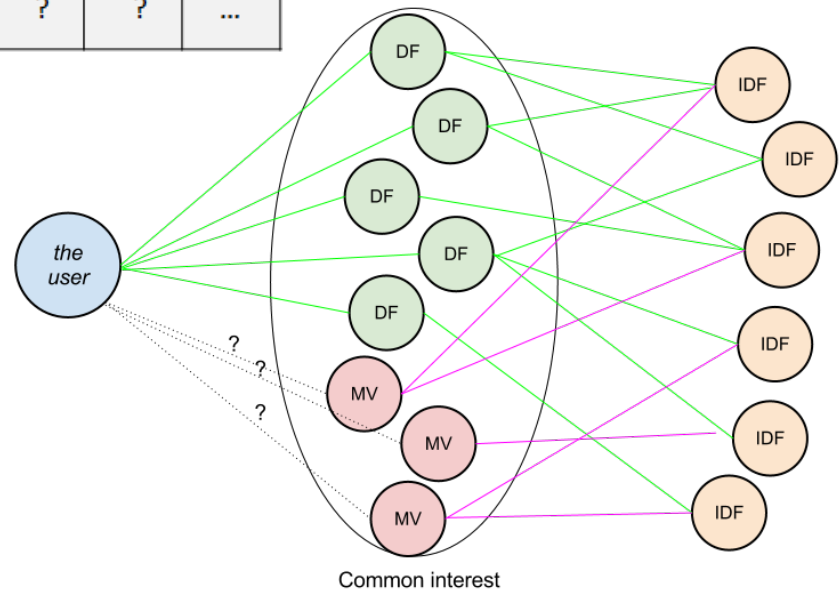 ? ? ...
DF
IDF
DF
IDF
DF
the
user
DF
IDF
DF
?
IDF
?
MV
?
MV
IDF
MV
IDF
Common interest